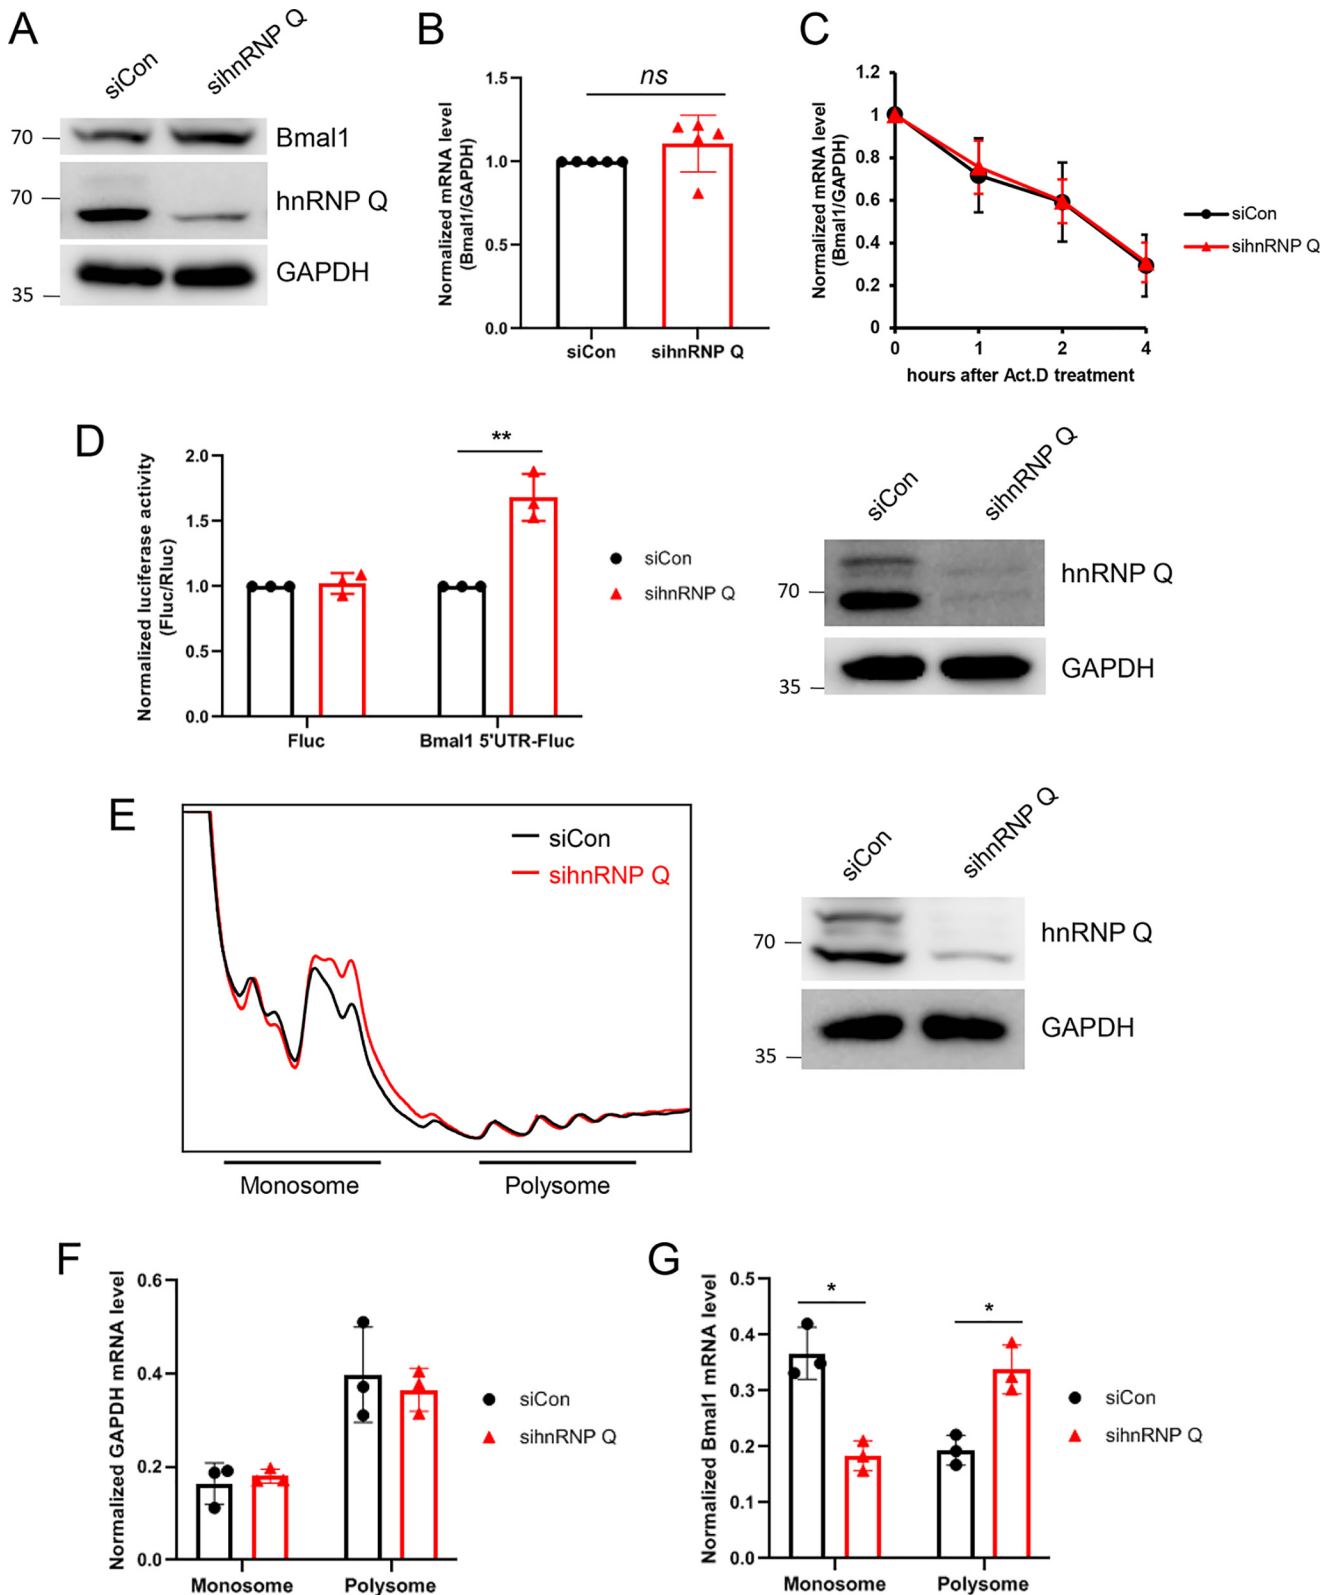 A
siCon
sihnRNP Q
70
Bmal1
70
hnRNP Q
GAPDH
35
B
ns
Normalized mRNA level
(Bmal1/GAPDH)
1.5
1.0
0.5
0.0
siCon
sihnRNP Q
C
Normalized mRNA level
(Bmal1/GAPDH)
1.2
1
0.8
0.6
0.4
0.2
0
0
1
2
4
hours after Act.D treatment
siCon
sihnRNP Q
D
Normalized luciferase activity
(Fluc/Rluc)
2.0
1.5
1.0
0.5
0.0
**
Fluc
Bmal1 5'UTR-Fluc
siCon
sihnRNP Q
siCon
sihnRNP Q
70
hnRNP Q
GAPDH
35
E
siCon
sihnRNP Q
Monosome
Polysome
siCon
sihnRNP Q
70
hnRNP Q
GAPDH
35
F
Normalized GAPDH mRNA level
0.6
0.4
0.2
0.0
Monosome
Polysome
siCon
sihnRNP Q
G
Normalized Bmal1 mRNA level
0.5
0.4
0.3
0.2
0.1
0.0
*
*
Monosome
Polysome
siCon
sihnRNP Q